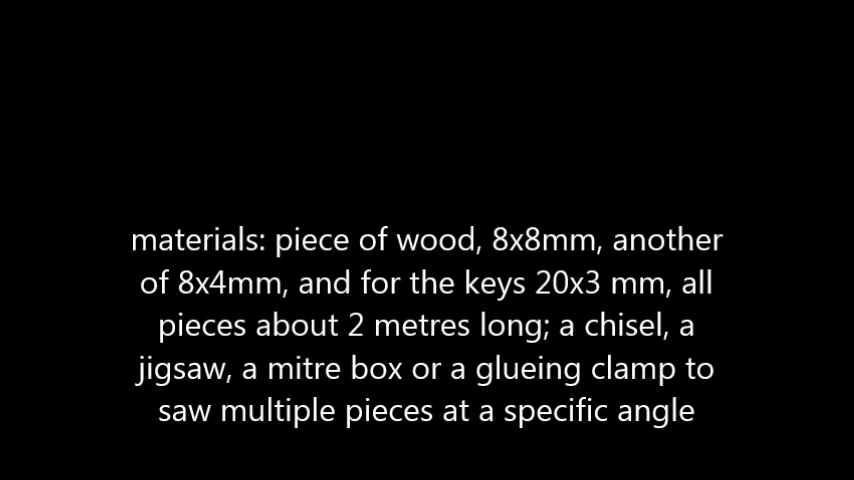 materials: piece of wood, 8x8mm, another
of 8x4mm, and for the keys 20x3 mm, all
pieces about 2 metres long; a chisel, a
jigsaw, a mitre box or a glueing clamp to
saw multiple pieces at a specific angle